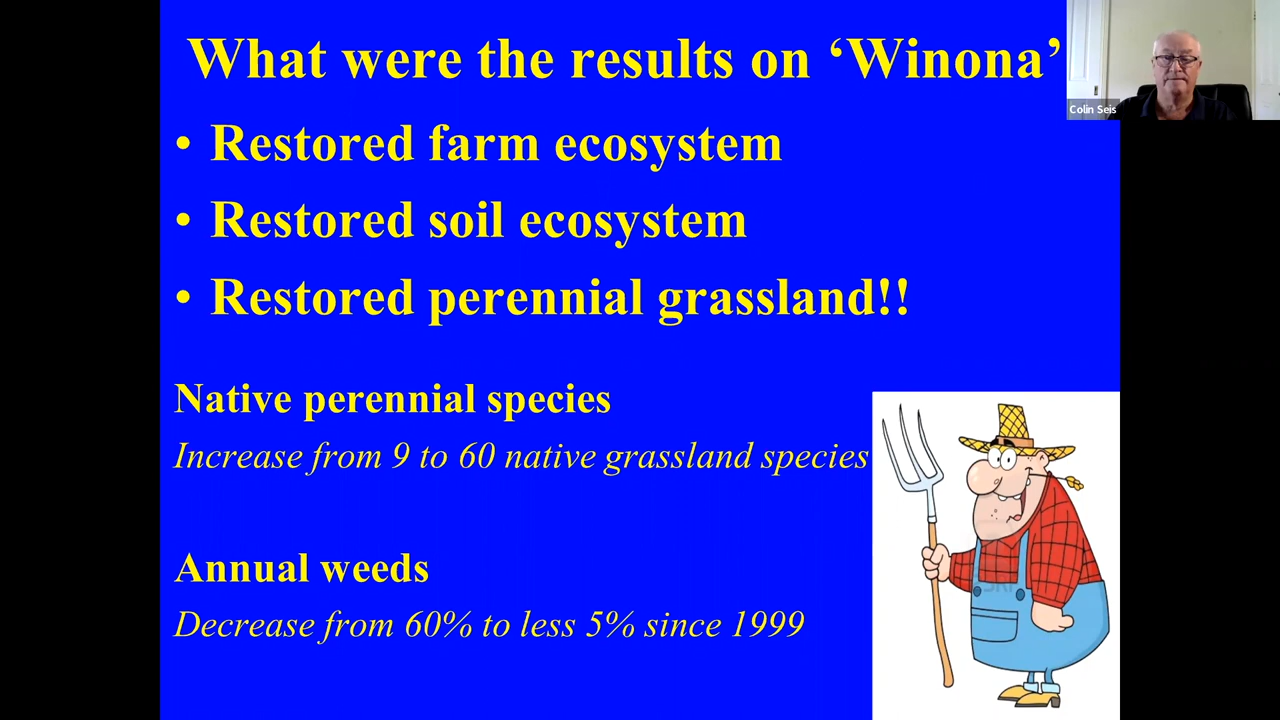 What were the results on ‘Winona’
Colin Seis
• Restored farm ecosystem
• Restored soil ecosystem
• Restored perennial grassland!!
Native perennial species
Increase from 9 to 60 native grassland species
Annual weeds
Decrease from 60% to less 5% since 1999